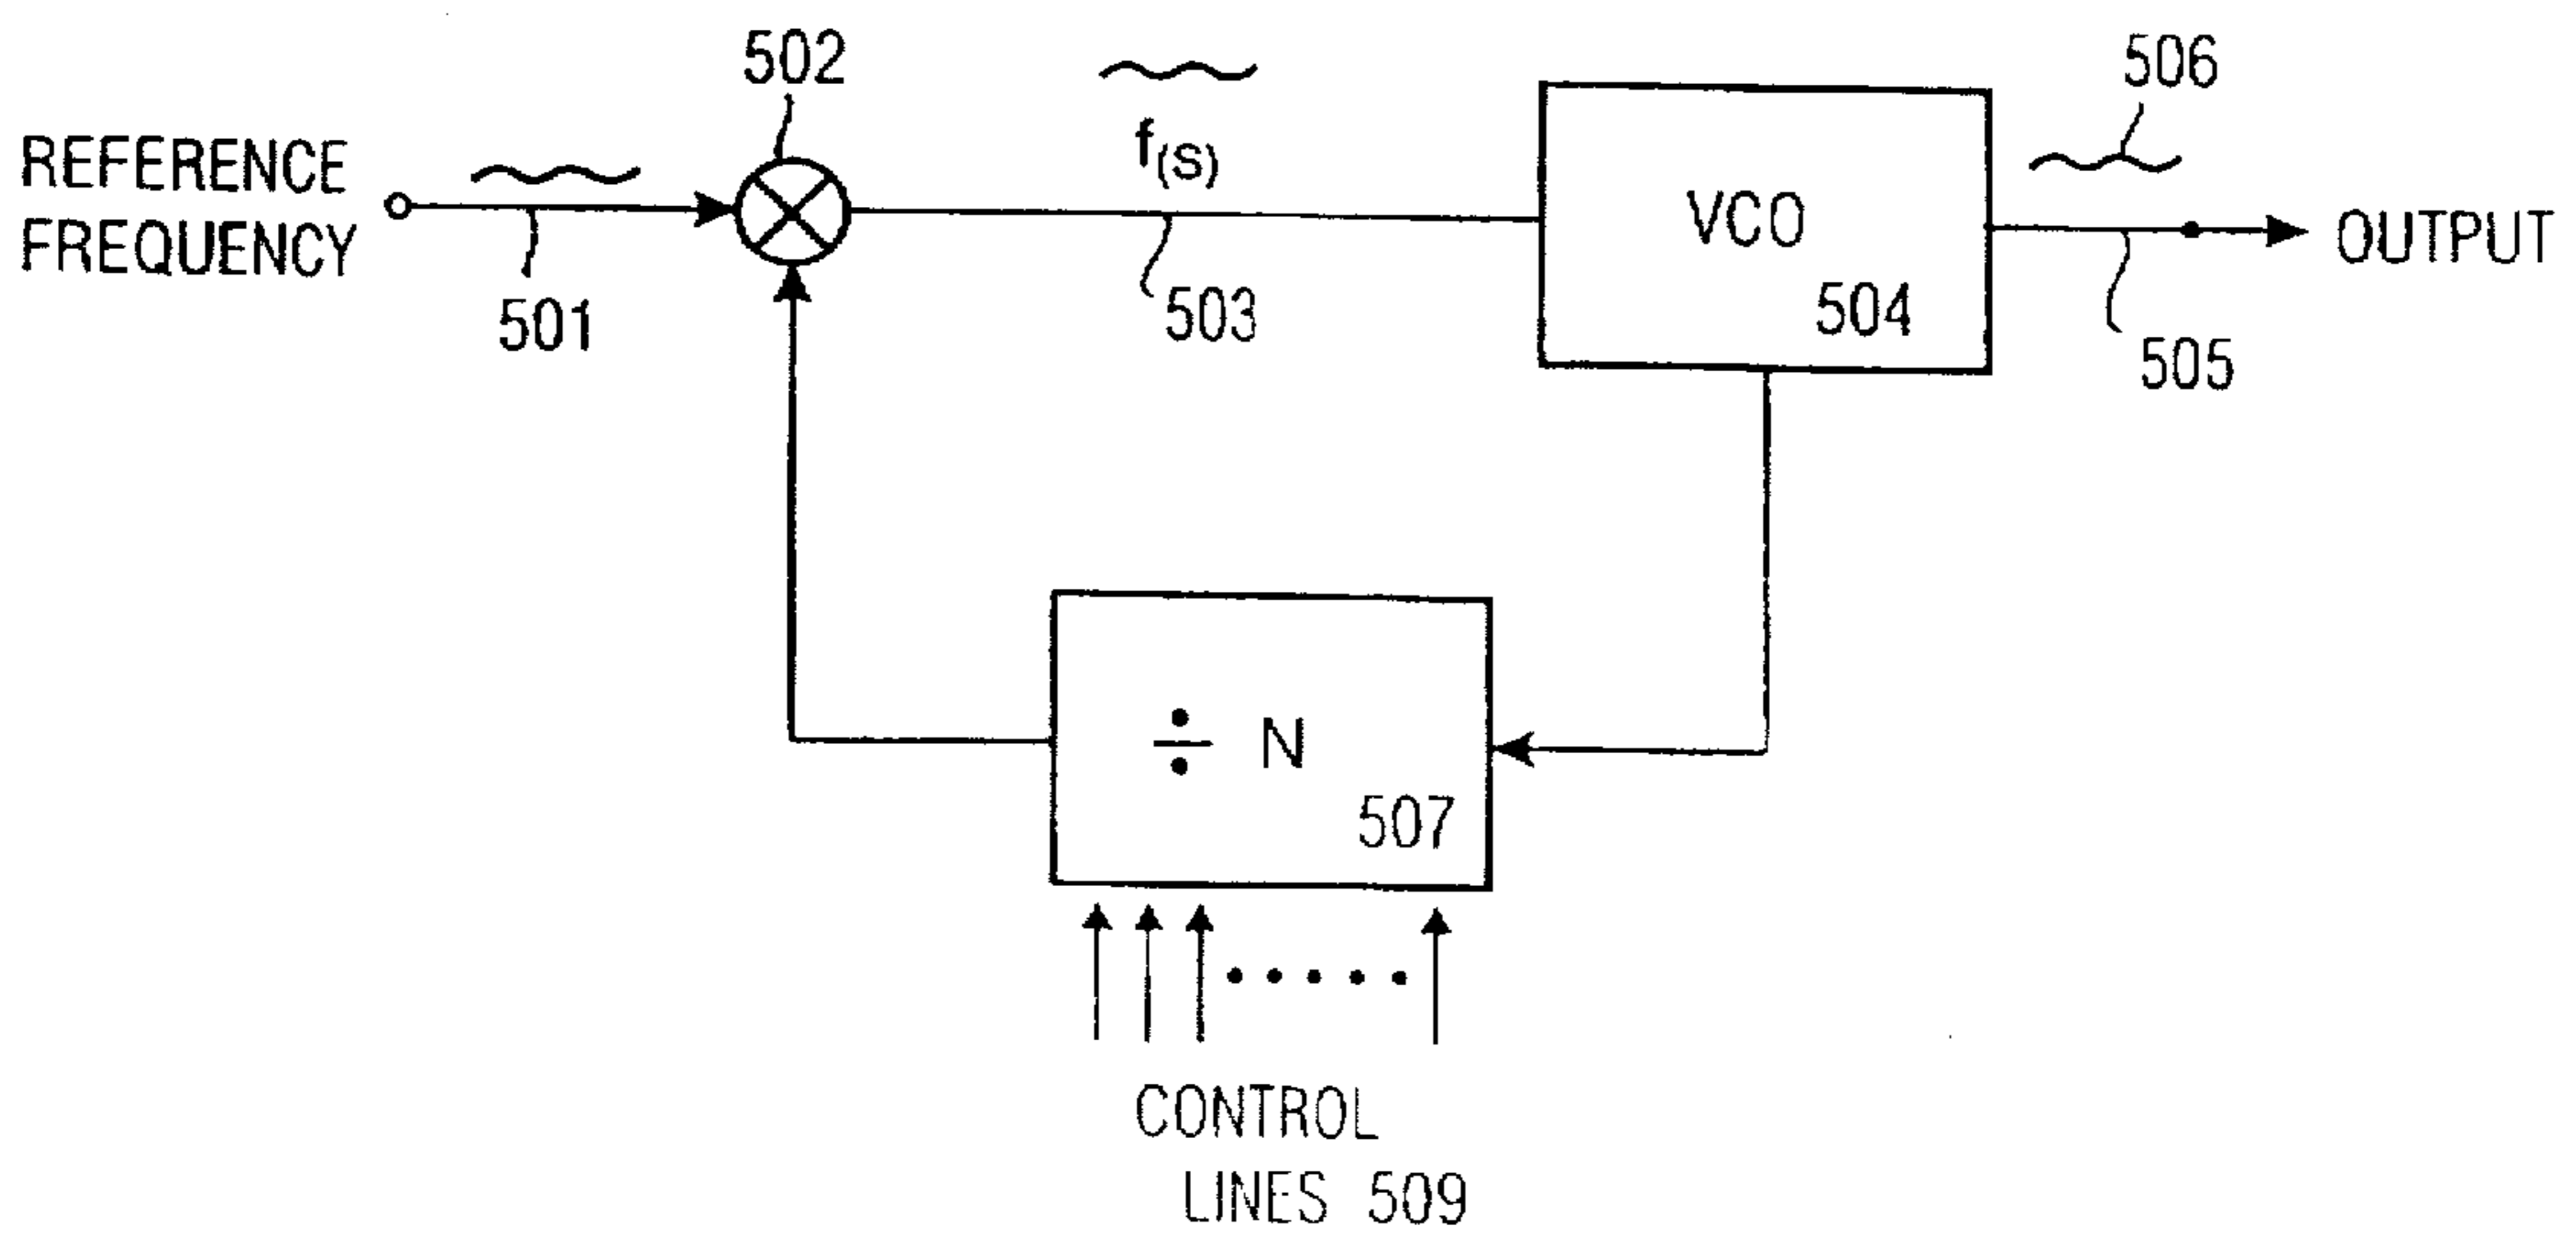 502
506
REFERENCE
FREQUENCY
f(S)
VCO
OUTPUT
501
503
504
505
÷ N
507
CONTROL
LINES 509